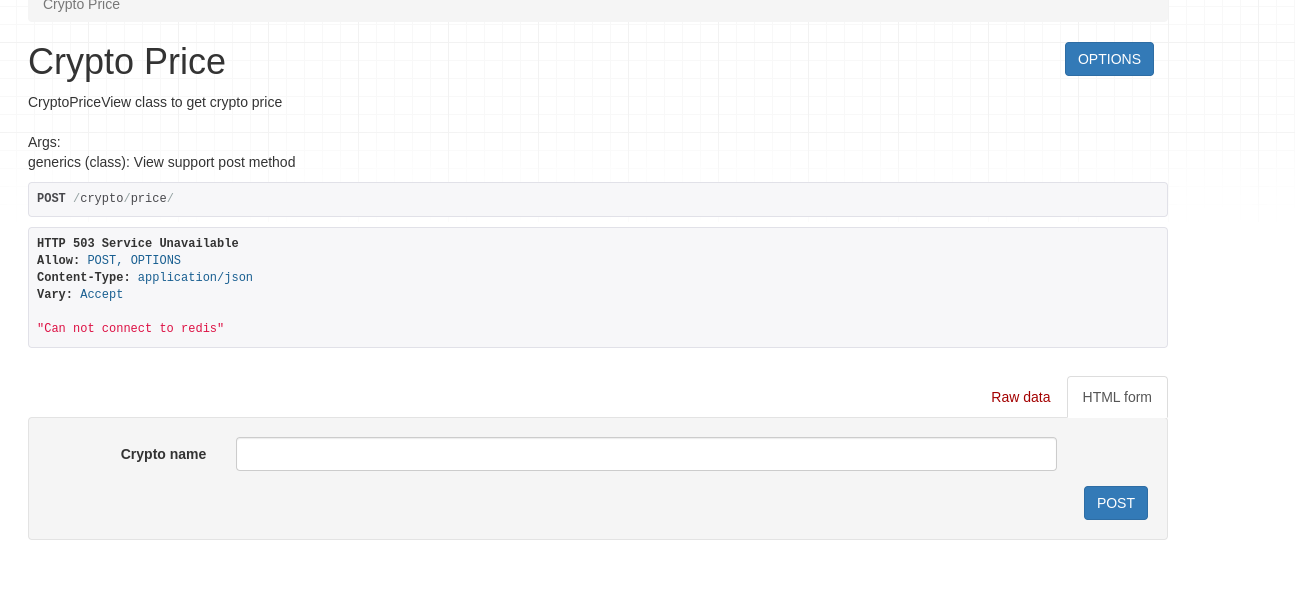 Crypto Price
Crypto Price
OPTIONS
CryptoPriceView class to get crypto price
Args:
generics (class): View support post method
POST /crypto/price/
HTTP 503 Service Unavailable
Allow: POST, OPTIONS
Content-Type: application/json
Vary: Accept
"Can not connect to redis"
Raw data
HTML form
Crypto name
POST